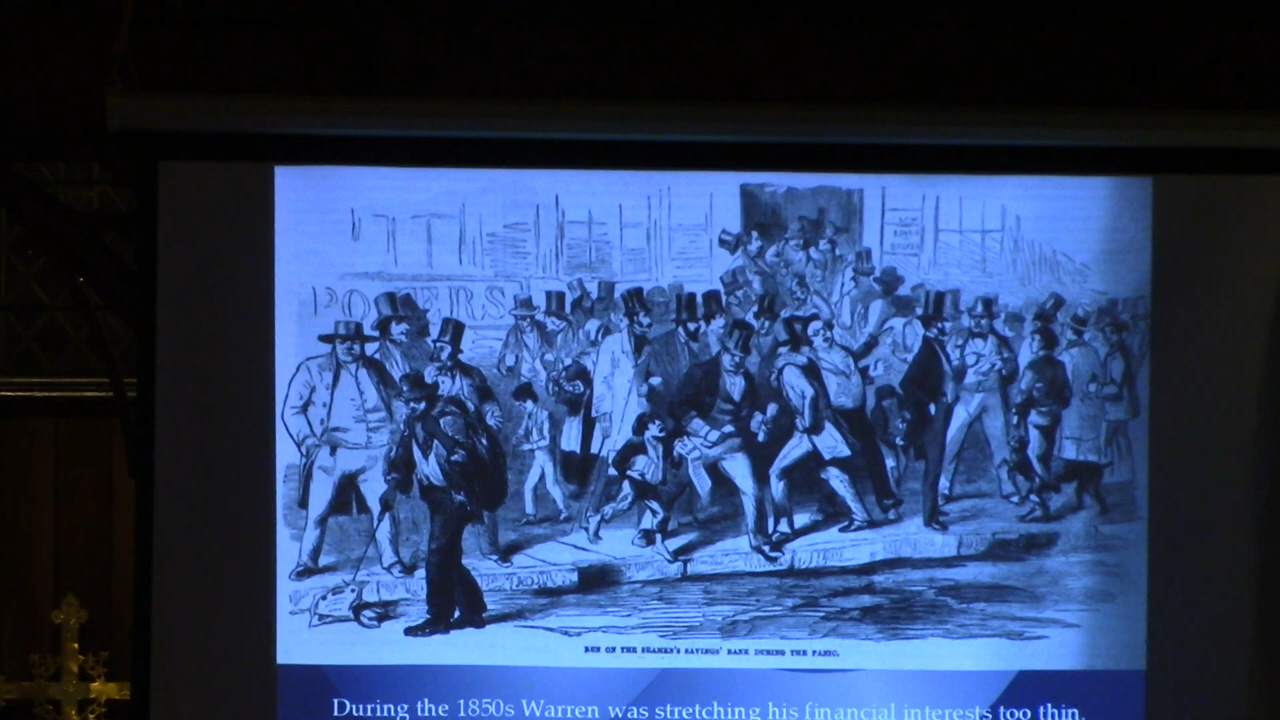 RUN ON THE SEAMEN'S SAVINGS' BANK DURING THE PANIC.
During the 1850s Warren was stretching his financial interests too thin.